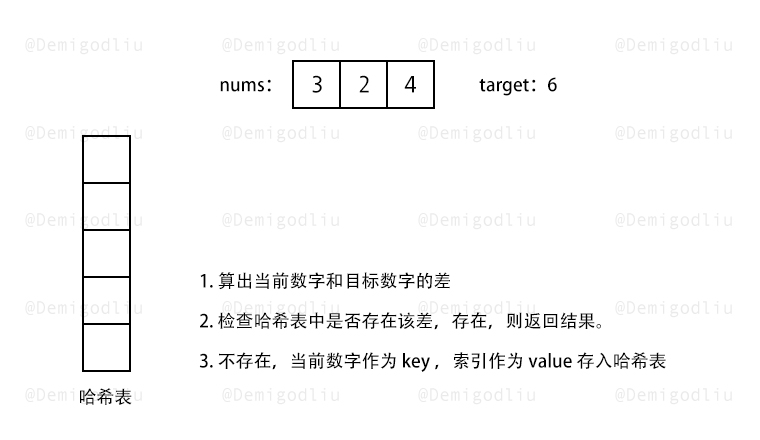 @Demigodliu @Demigodliu @Demigodliu @Demigodliu
nums: 3 2 4 target: 6
@Demigodliu @Demigodliu @Demigodliu @Demigodliu
@Demigodliu @Demigodliu @Demigodliu @Demigodliu
1. 算出当前数字和目标数字的差
@Demigodliu @Demigodliu @Demigodliu @Demigodliu
2. 检查哈希表中是否存在该差，存在，则返回结果。
3. 不存在，当前数字作为 key ，索引作为 value 存入哈希表
@Demigodliu @Demigodliu @Demigodliu @Demigodliu
哈希表